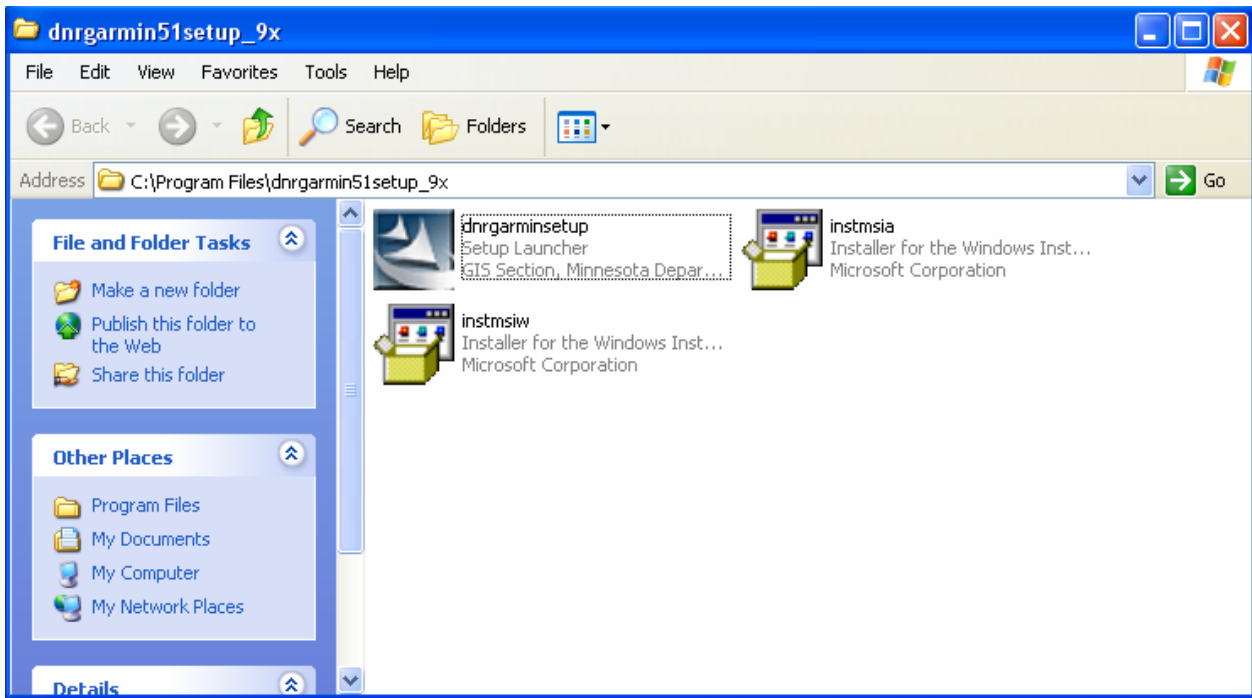 dnrgarmin51setup_9x
File Edit View Favorites Tools Help
Back Search Folders
Address C:\Program Files\dnrgarmin51setup_9x Go
File and Folder Tasks
Make a new folder
Publish this folder to
the Web
Share this folder
Other Places
Program Files
My Documents
My Computer
My Network Places
Details
dnrgarminsetup
Setup Launcher
GIS Section, Minnesota Depar...
instmsia
Installer for the Windows Inst...
Microsoft Corporation
instmsiw
Installer for the Windows Inst...
Microsoft Corporation